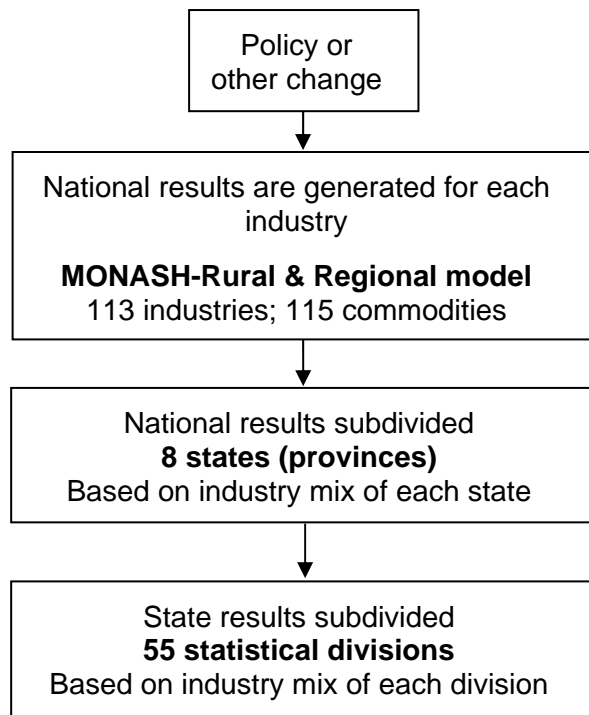 Policy or
other change
National results are generated for each
industry
MONASH-Rural & Regional model
113 industries; 115 commodities
National results subdivided
8 states (provinces)
Based on industry mix of each state
State results subdivided
55 statistical divisions
Based on industry mix of each division